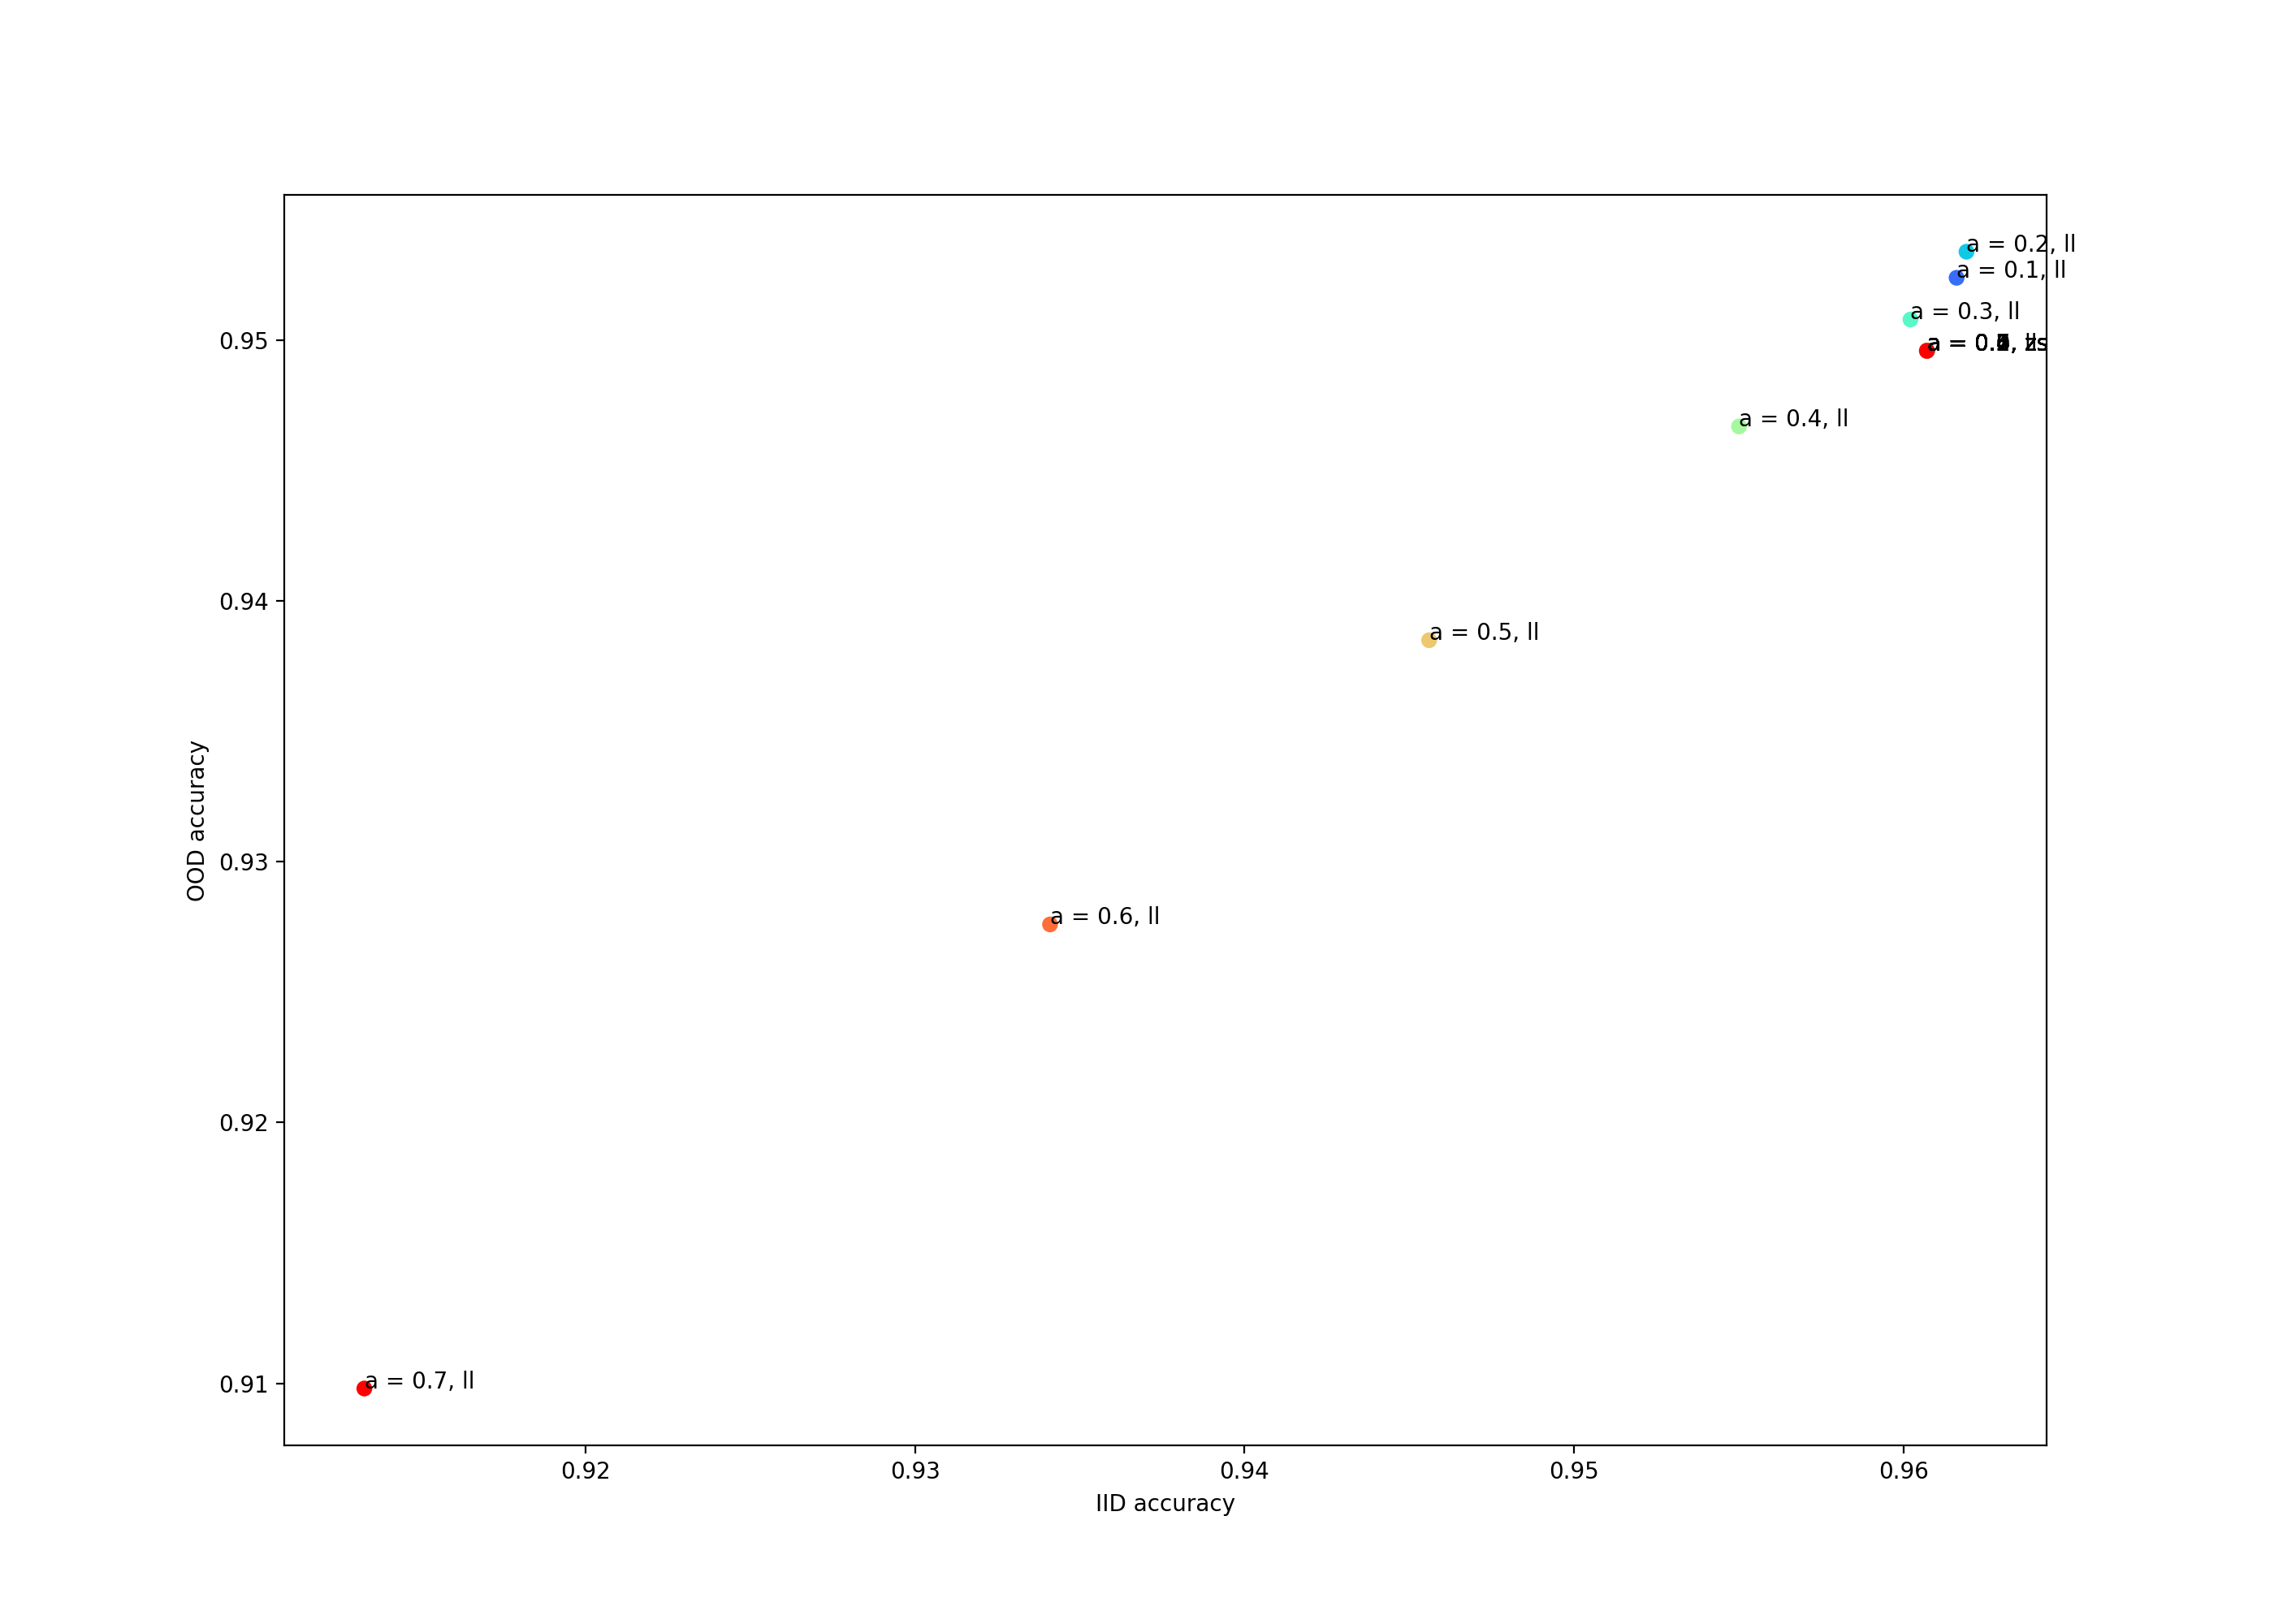 a = 0.2, ll
a = 0.1, ll
a = 0.3, ll
0.95
a = 0.4, ll
0.94
a = 0.5, ll
0.93
a = 0.6, ll
OOD accuracy
0.92
0.91
a = 0.7, ll
0.92 0.93 0.94 0.95 0.96
IID accuracy